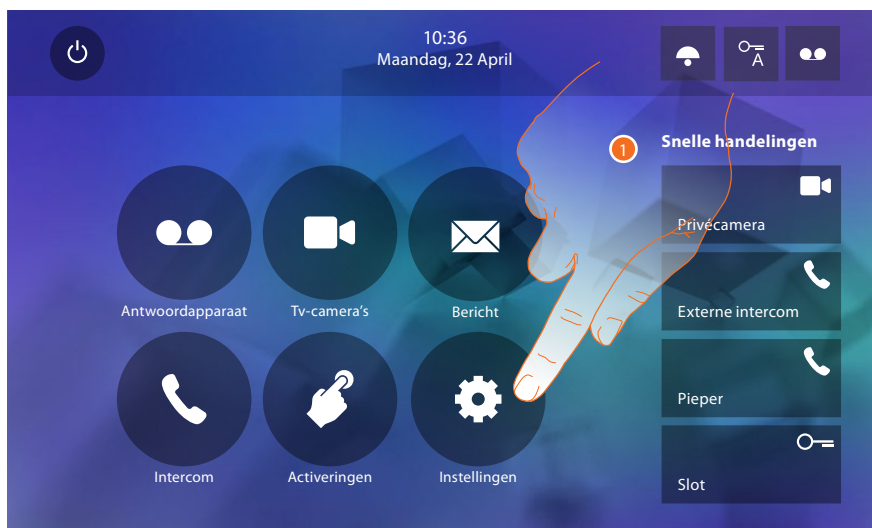 10:36
Maandag, 22 April
A
1
Snelle handelingen
Privécamera
Externe intercom
Pieper
Slot
Antwoordapparaat
Tv-camera's
Bericht
Intercom
Activeringen
Instellingen